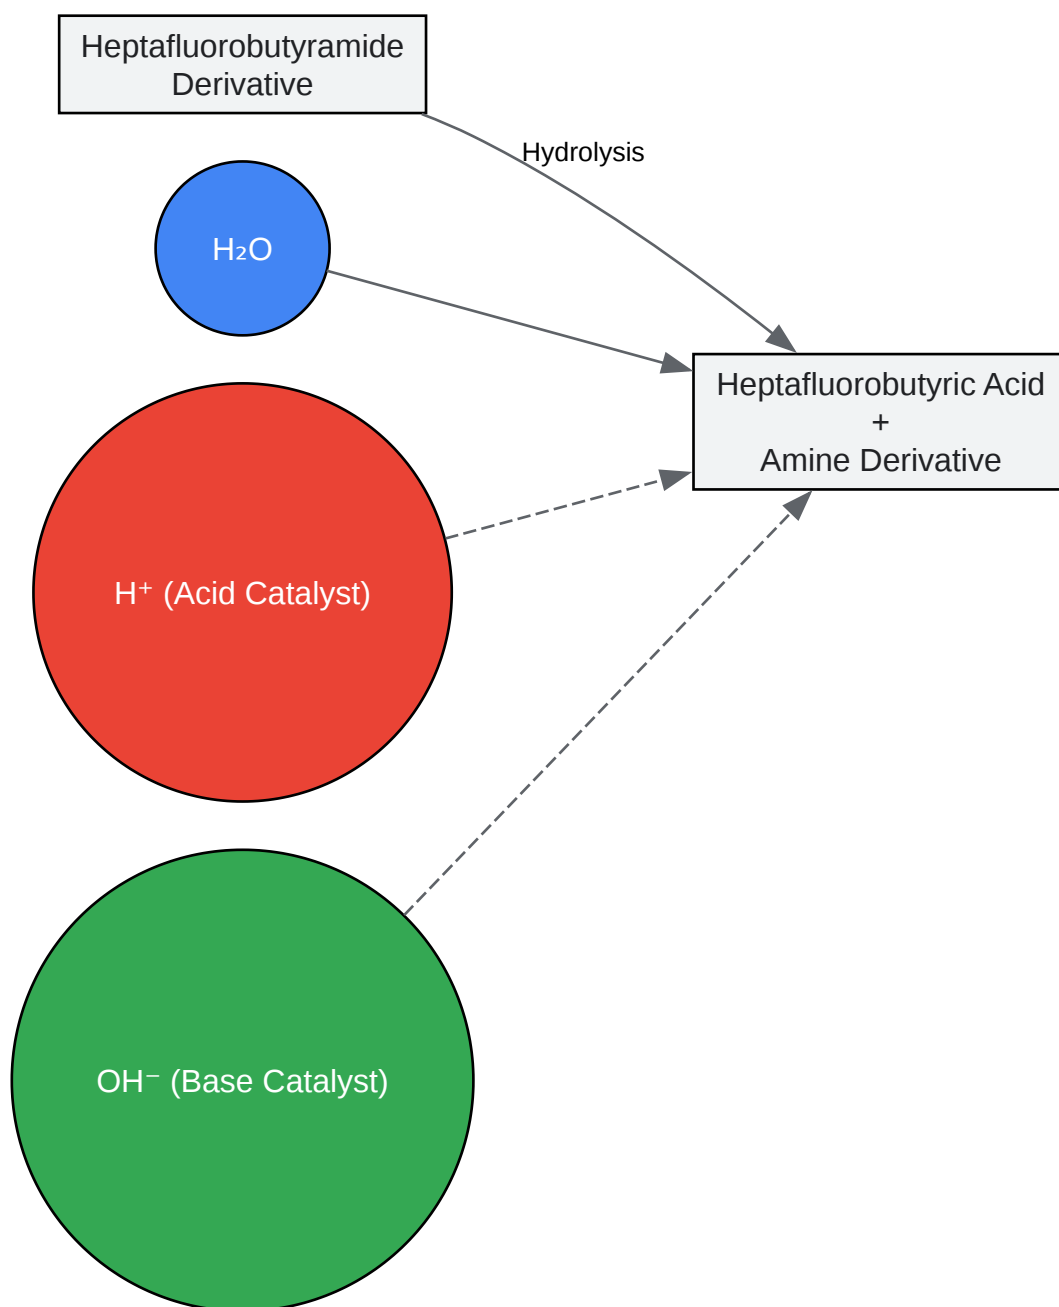 Heptafluorobutyramide
Derivative
Hydrolysis
H₂O
Heptafluorobutyric Acid
+
Amine Derivative
H⁺ (Acid Catalyst)
OH⁻ (Base Catalyst)